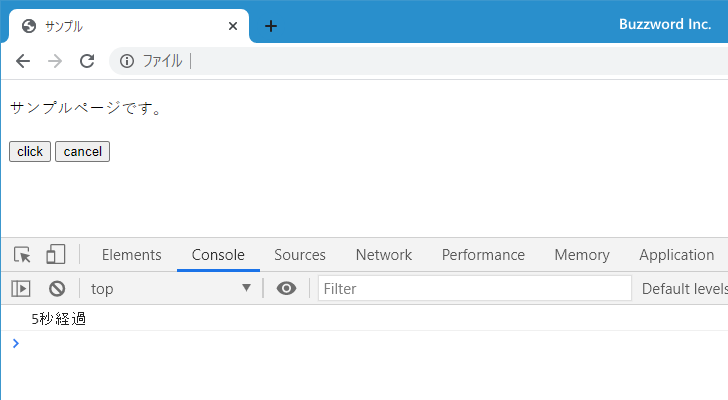 サンプル
Buzzword Inc.
ファイル
サンプルページです。
click cancel
Elements Console Sources Network Performance Memory Application
top Filter Default levels
5秒経過